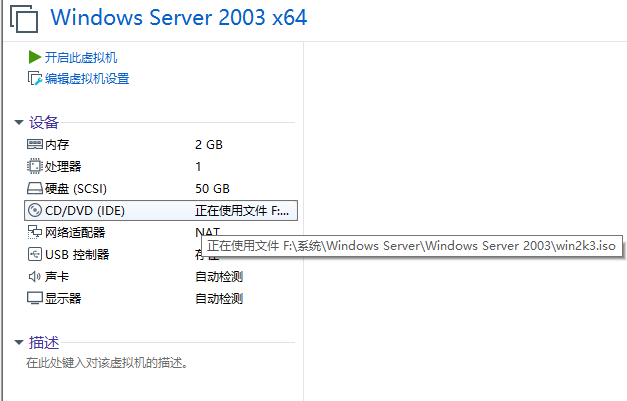 Windows Server 2003 x64
开启此虚拟机
编辑虚拟机设置
设备
内存 2 GB
处理器 1
硬盘 (SCSI) 50 GB
CD/DVD (IDE) 正在使用文件 F:...
网络适配器 NAT
正在使用文件 F:\系统\Windows Server\Windows Server 2003\win2k3.iso
USB 控制器
声卡 自动检测
显示器 自动检测
描述
在此处键入对该虚拟机的描述。